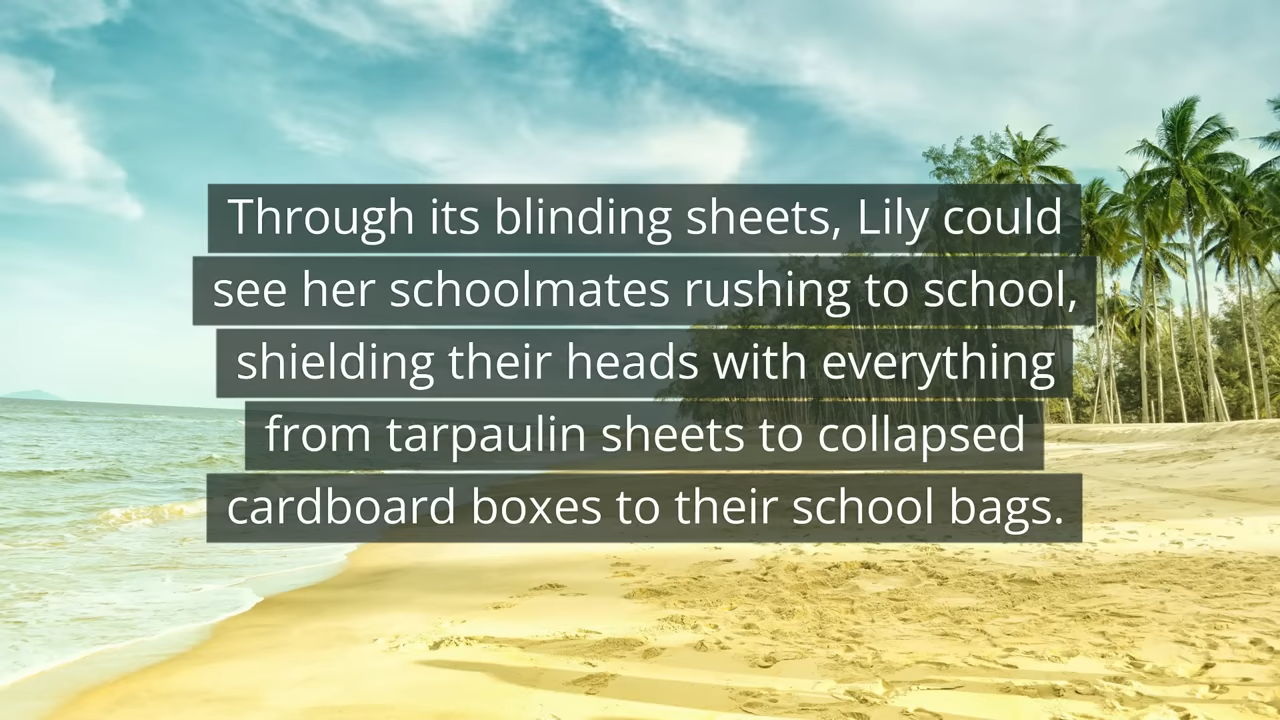 Through its blinding sheets, Lily could
see her schoolmates rushing to school,
shielding their heads with everything
from tarpaulin sheets to collapsed
cardboard boxes to their school bags.